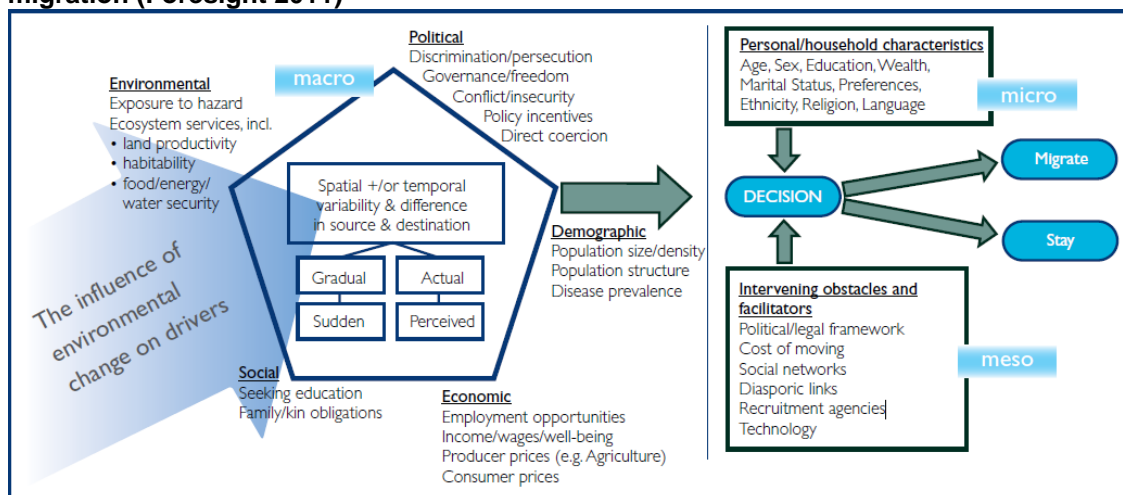 migration (Foresight 2011)
Political
Discrimination/persecution
Governance/freedom
Conflict/insecurity
Policy incentives
Direct coercion
macro
Environmental
Exposure to hazard
Ecosystem services, incl.
• land productivity
• habitability
• food/energy/
water security
Spatial +/or temporal
variability & difference
in source & destination
Gradual
Actual
Sudden
Perceived
The influence of
environmental
change on drivers
Demographic
Population size/density
Population structure
Disease prevalence
Social
Seeking education
Family/kin obligations
Economic
Employment opportunities
Income/wages/well-being
Producer prices (e.g. Agriculture)
Consumer prices
Personal/household characteristics
Age, Sex, Education, Wealth,
Marital Status, Preferences,
Ethnicity, Religion, Language
micro
DECISION
Migrate
Stay
Intervening obstacles and
facilitators
Political/legal framework
Cost of moving
Social networks
Diasporic links
Recruitment agencies
Technology
meso